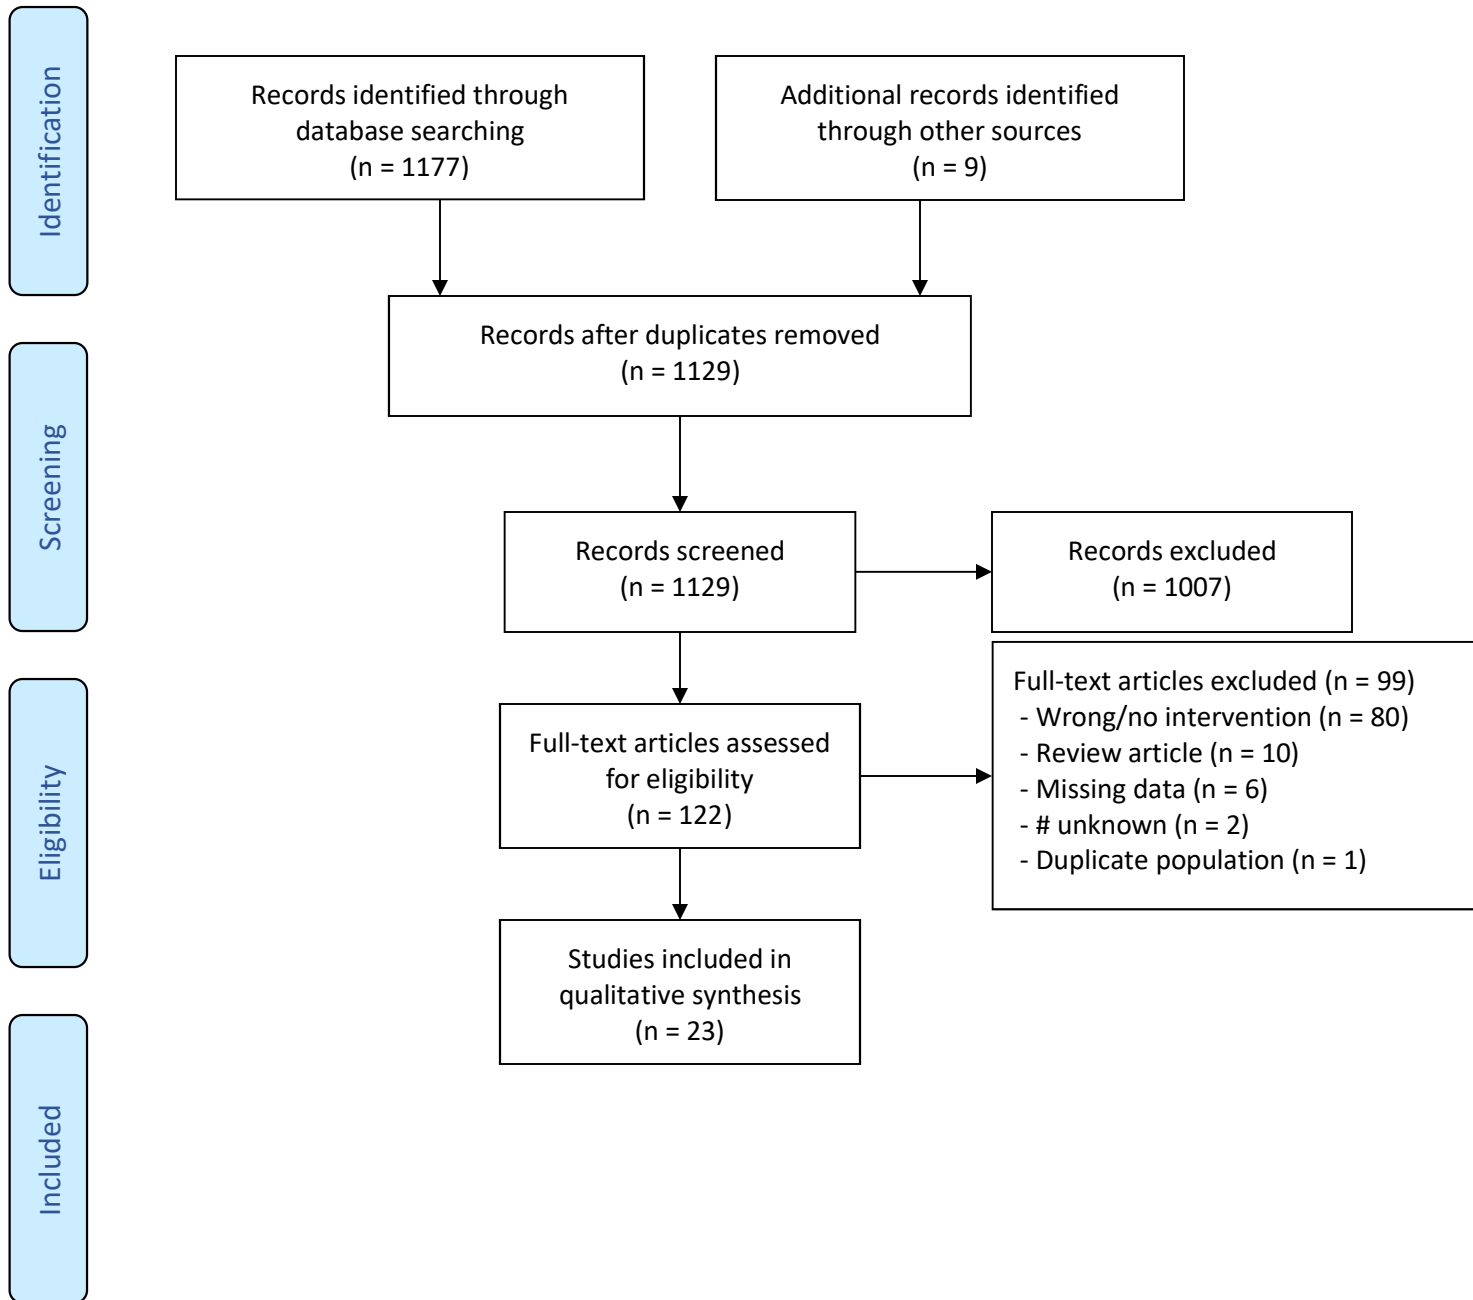 Identification
Records identified through
database searching
(n = 1177)
Additional records identified
through other sources
(n = 9)
Records after duplicates removed
(n = 1129)
Screening
Records screened
(n = 1129)
Records excluded
(n = 1007)
Eligibility
Full-text articles assessed
for eligibility
(n = 122)
Full-text articles excluded (n = 99)
- Wrong/no intervention (n = 80)
- Review article (n = 10)
- Missing data (n = 6)
- # unknown (n = 2)
- Duplicate population (n = 1)
Included
Studies included in
qualitative synthesis
(n = 23)